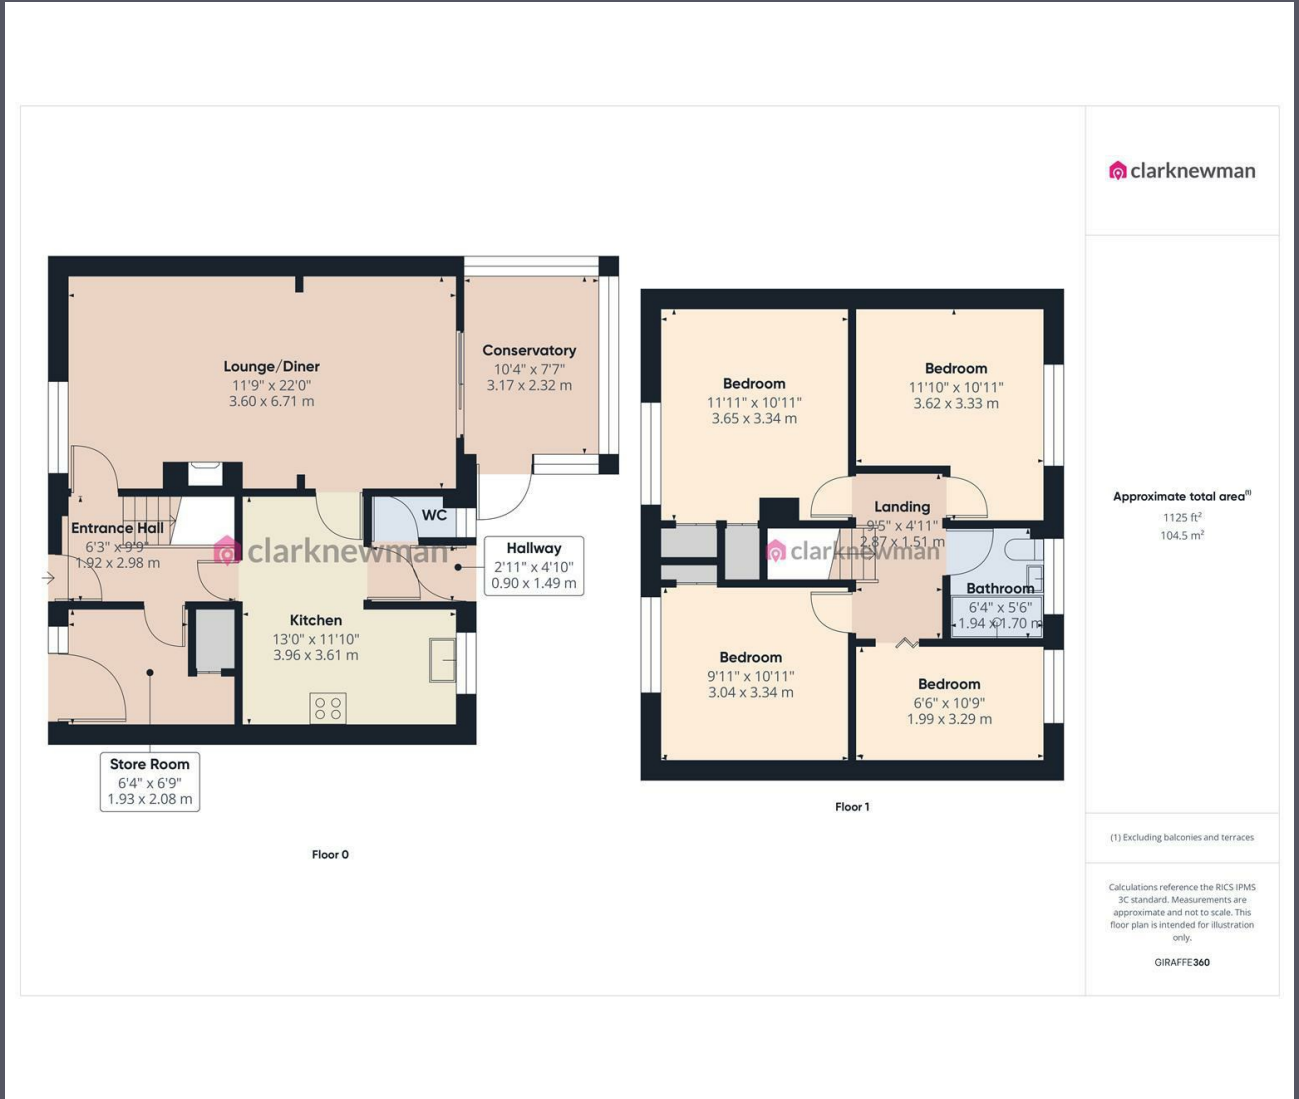 clarknewman
Lounge/Diner
11'9" x 22'0"
3.60 x 6.71 m
Conservatory
10'4" x 7'7"
3.17 x 2.32 m
WC
Entrance Hall
6'3" x 9'9"
1.92 x 2.98 m
clarknewman
Hallway
2'11" x 4'10"
0.90 x 1.49 m
Kitchen
13'0" x 11'10"
3.96 x 3.61 m
Store Room
6'4" x 6'9"
1.93 x 2.08 m
Floor 0
Bedroom
11'11" x 10'11"
3.65 x 3.34 m
Bedroom
11'10" x 10'11"
3.62 x 3.33 m
Landing
9'5" x 4'11"
2.87 x 1.51 m
clarknewman
Bathroom
6'4" x 5'6"
1.94 x 1.70 m
Bedroom
9'11" x 10'11"
3.04 x 3.34 m
Bedroom
6'6" x 10'9"
1.99 x 3.29 m
Floor 1
Approximate total area(1)
1125 ft²
104.5 m²
(1) Excluding balconies and terraces
Calculations reference the RICS IPMS
3C standard. Measurements are
approximate and not to scale. This
floor plan is intended for illustration
only.
GIRAFFE360